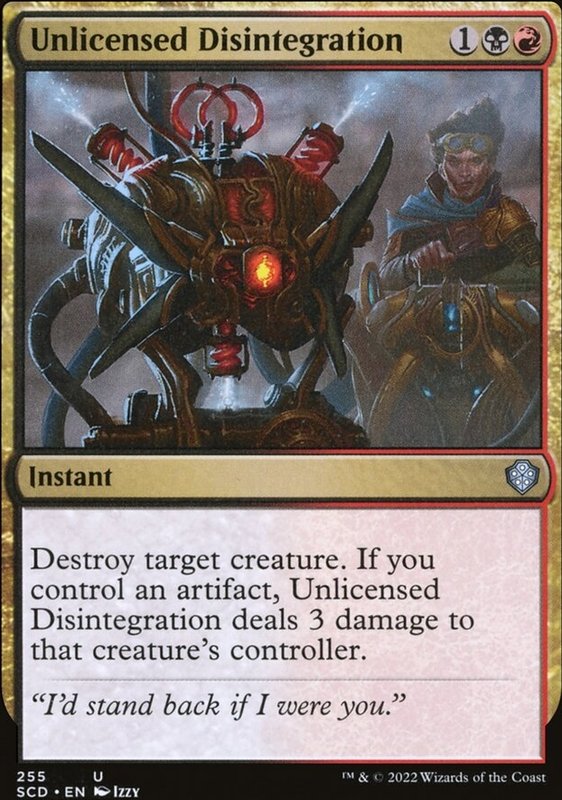 Unlicensed Disintegration 1
Instant
Destroy target creature. If you
control an artifact, Unlicensed
Disintegration deals 3 damage to
that creature's controller.
"I'd stand back if I were you."
255 U
SCD • EN Izzy
™ & © 2022 Wizards of the Coast